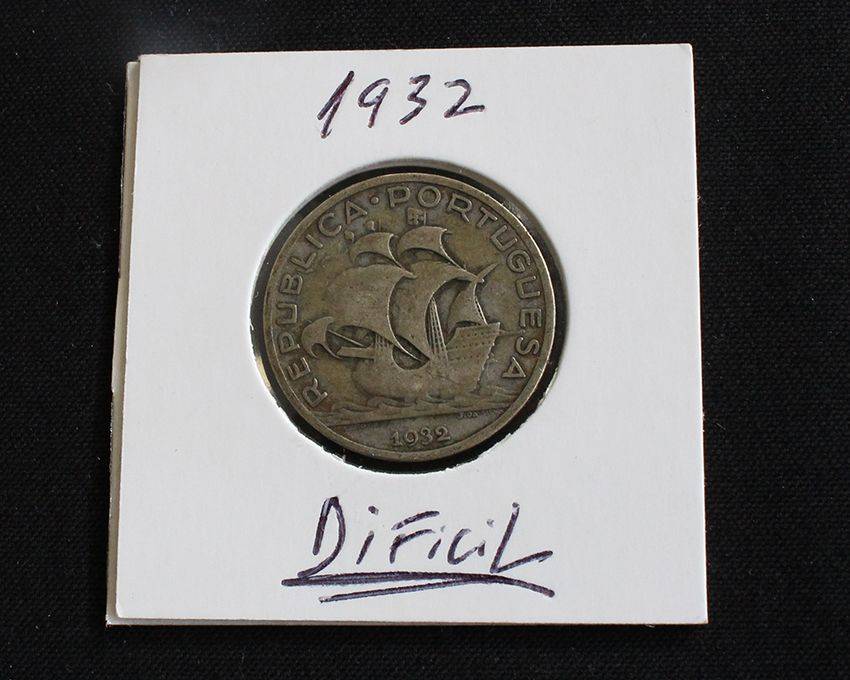 1932
REPUBLICA · PORTUGUESA
1932
DiFiciL